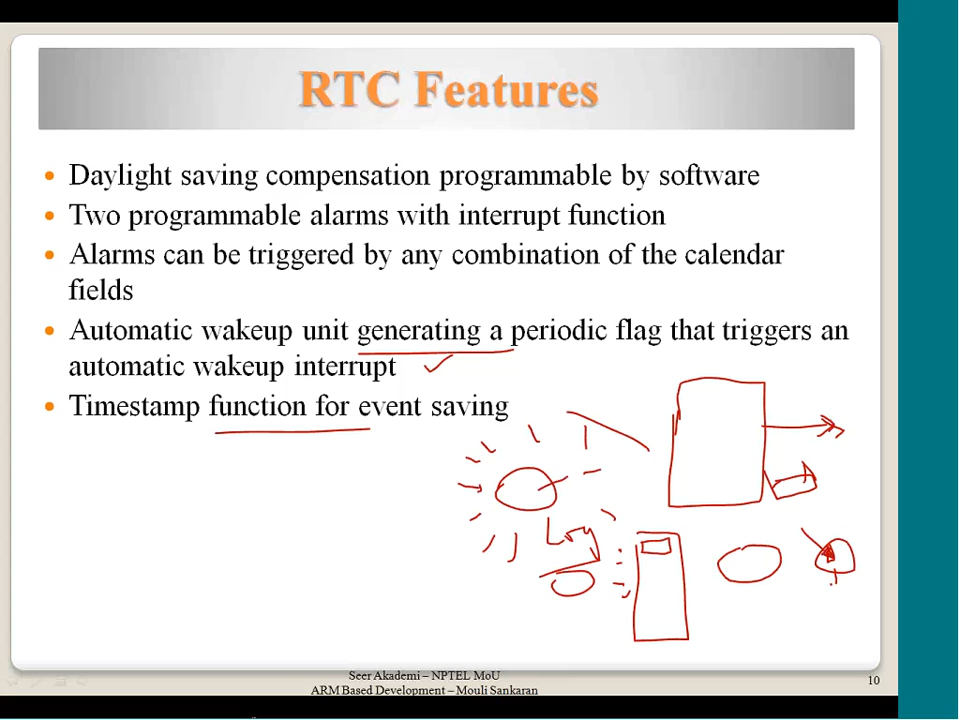 RTC Features
Daylight saving compensation programmable by software
Two programmable alarms with interrupt function
Alarms can be triggered by any combination of the calendar
fields
Automatic wakeup unit generating a periodic flag that triggers an
automatic wakeup interrupt
Timestamp function for event saving
Log
Seer Akademi – NPTEL MoU
ARM Based Development – Mouli Sankaran
10